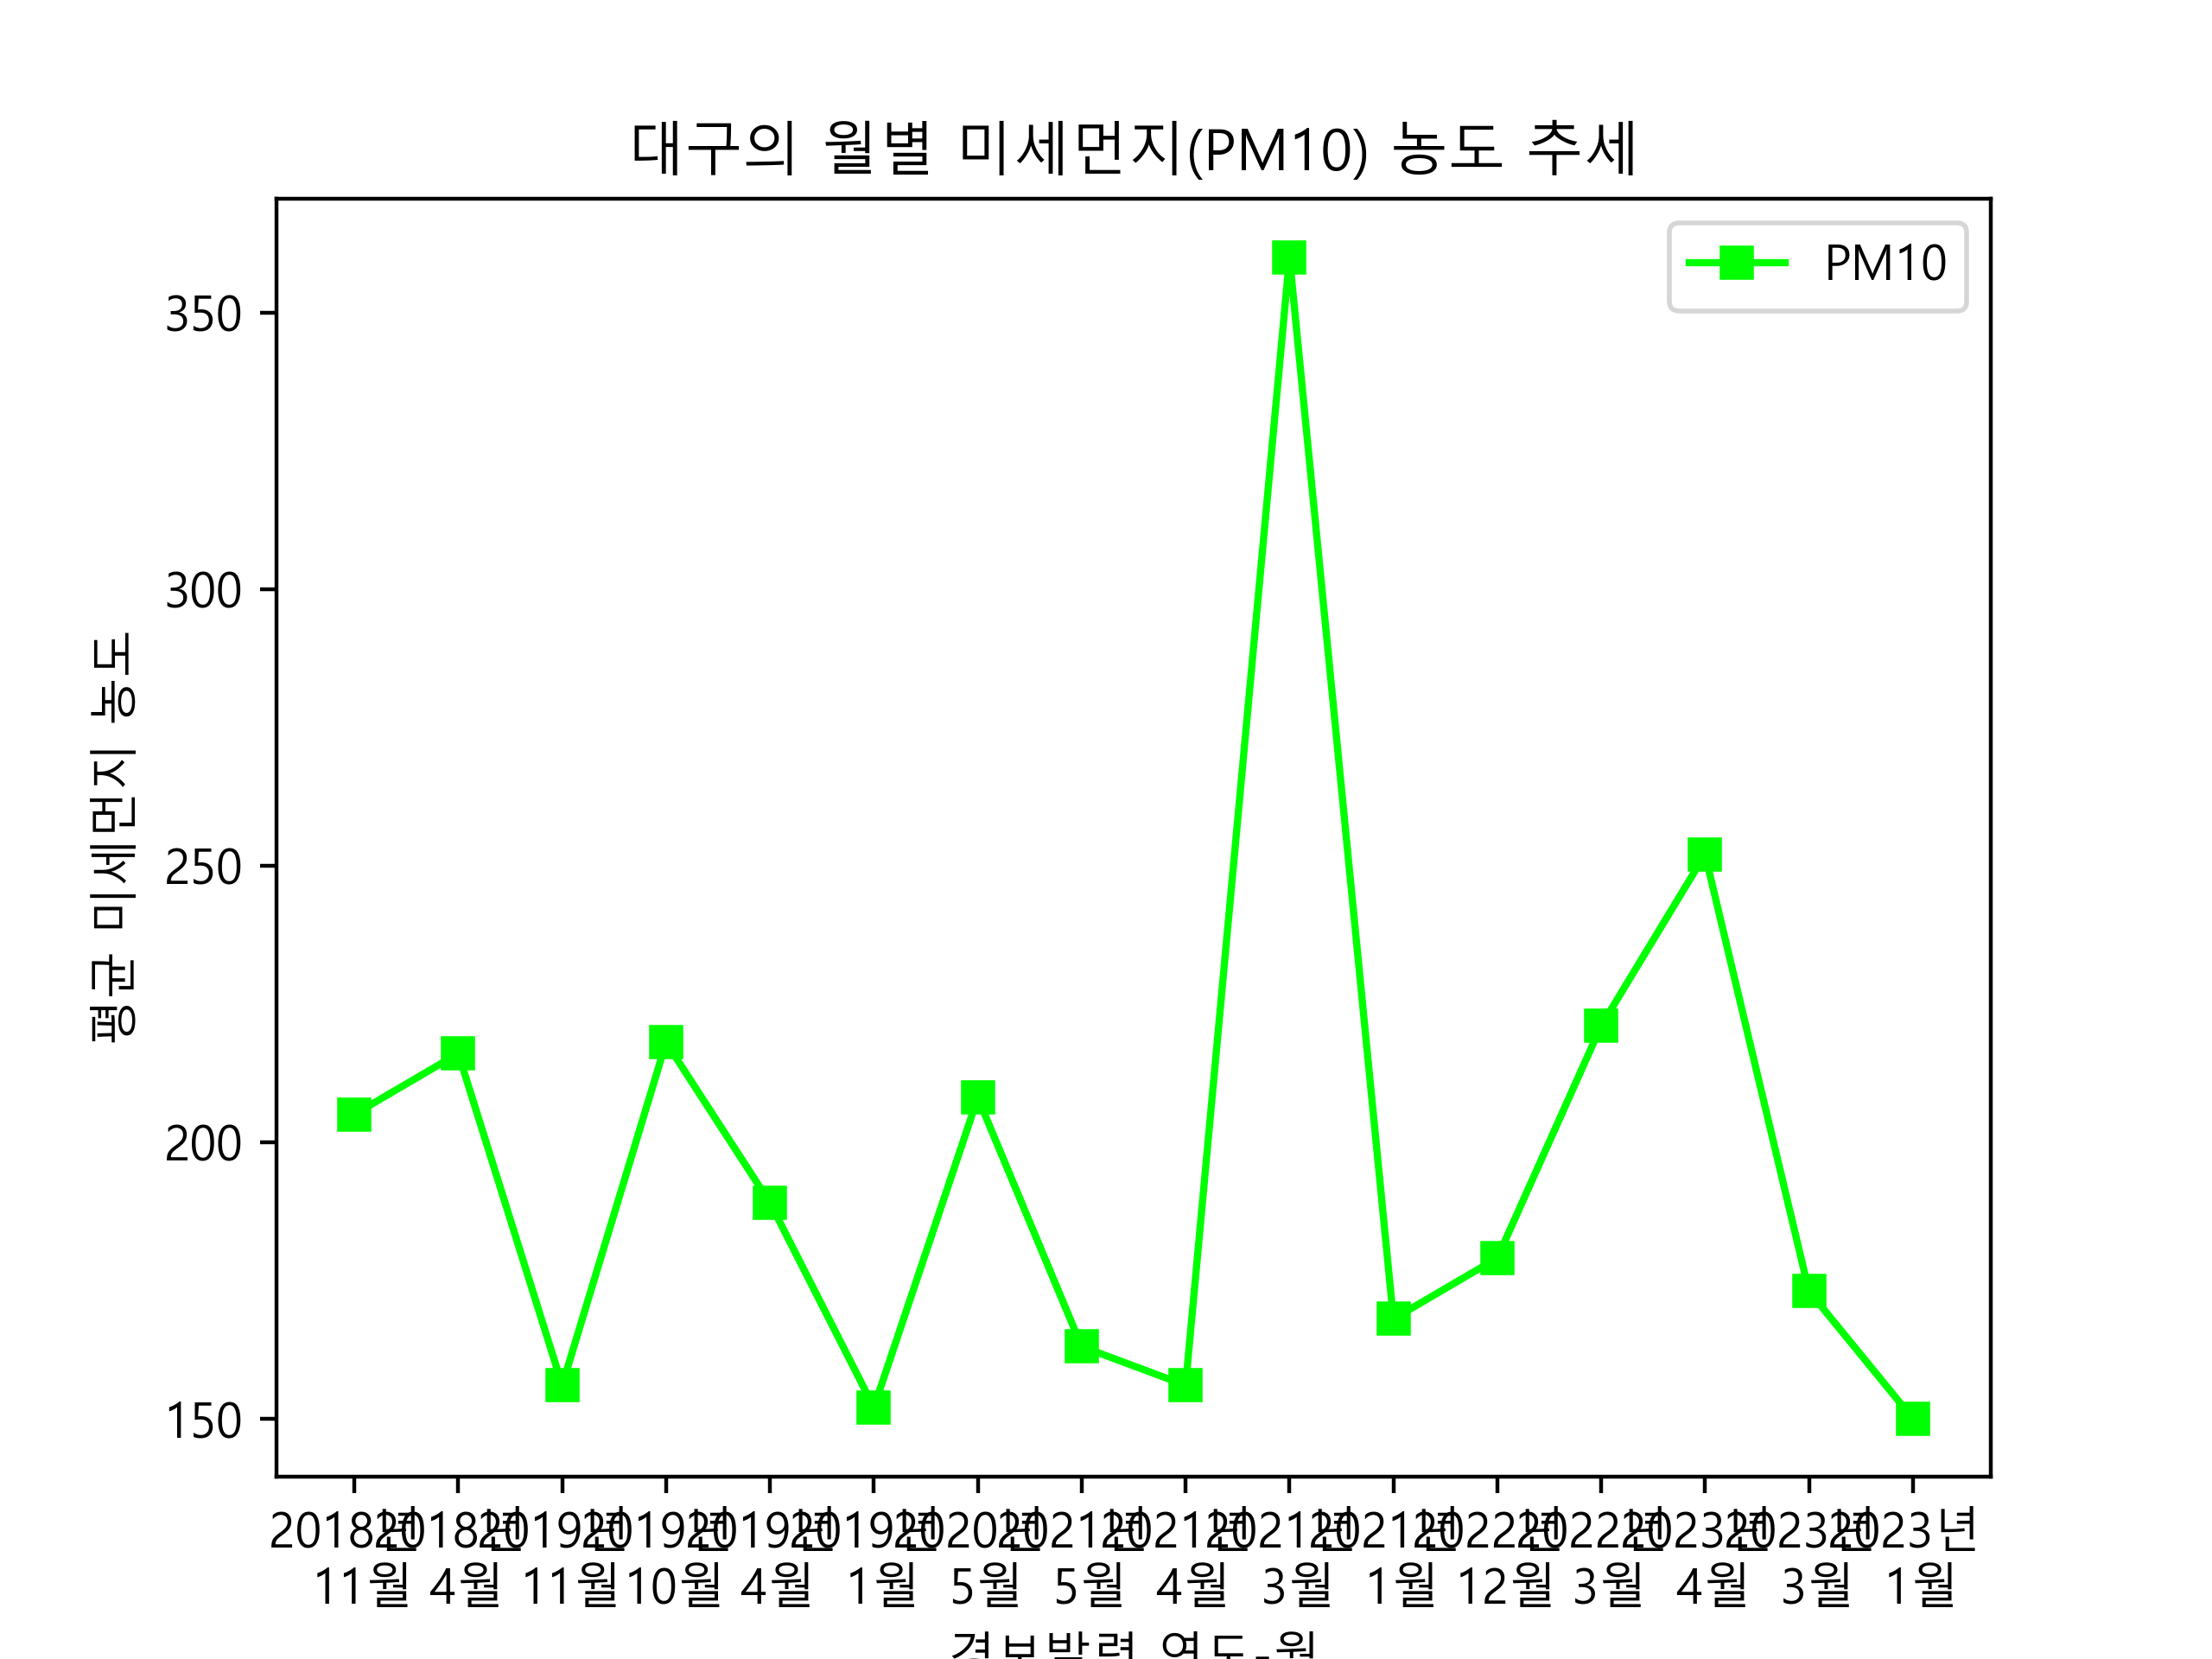 대구의 월별 미세먼지(PM10) 농도 추세
PM10
평균 미세먼지 농도
350
300
250
200
150
2018년 2018년 2019년 2019년 2019년 2019년 2020년 2021년 2021년 2021년 2021년 2022년 2022년 2023년 2023년 2023년
11월 4월 11월 10월 4월 1월 5월 5월 4월 3월 1월 12월 3월 4월 3월 1월
경보발령 연도-월